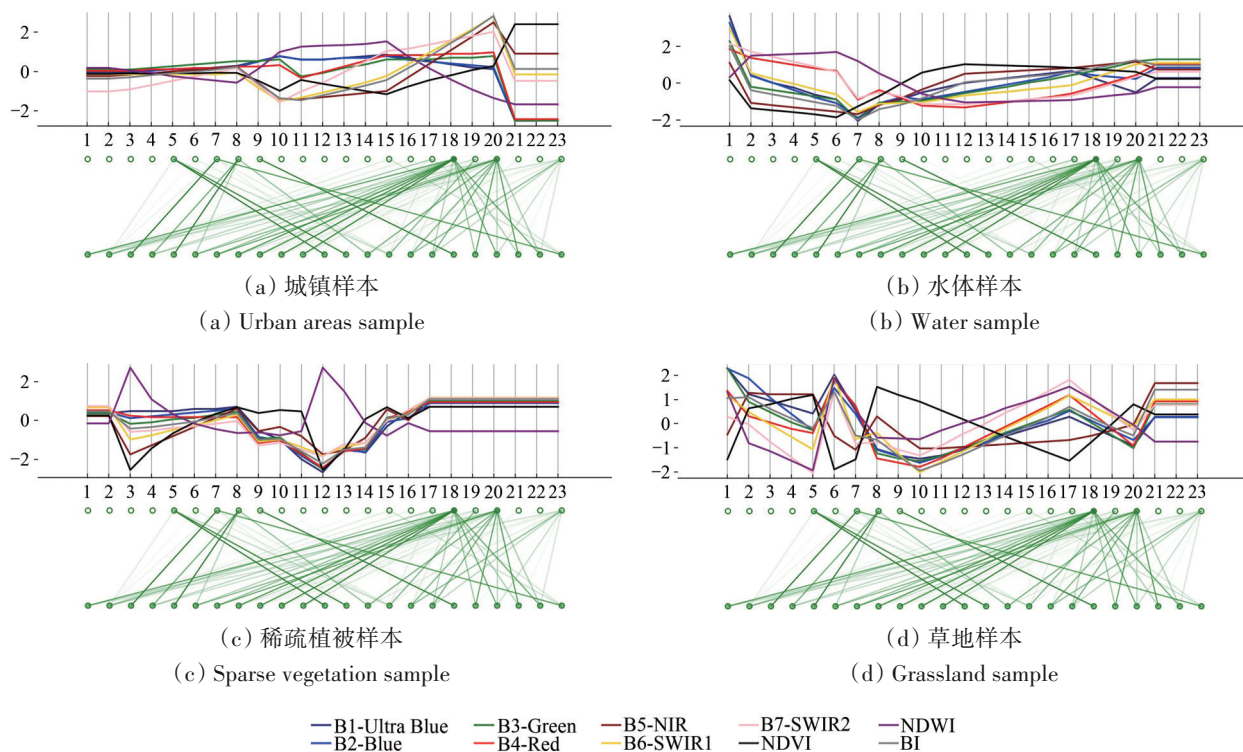 2
0
−2
1 2 3 4 5 6 7 8 9 10 11 12 13 14 15 16 17 18 19 20 21 22 23
（a）城镇样本
（a）Urban areas sample
2
0
−2
1 2 3 4 5 6 7 8 9 10 11 12 13 14 15 16 17 18 19 20 21 22 23
（b）水体样本
（b）Water sample
2
0
−2
1 2 3 4 5 6 7 8 9 10 11 12 13 14 15 16 17 18 19 20 21 22 23
（c）稀疏植被样本
（c）Sparse vegetation sample
2
1
0
−1
−2
1 2 3 4 5 6 7 8 9 10 11 12 13 14 15 16 17 18 19 20 21 22 23
（d）草地样本
（d）Grassland sample
B1-Ultra Blue B3-Green B5-NIR B7-SWIR2 NDWI
B2-Blue B4-Red B6-SWIR1 NDVI BI